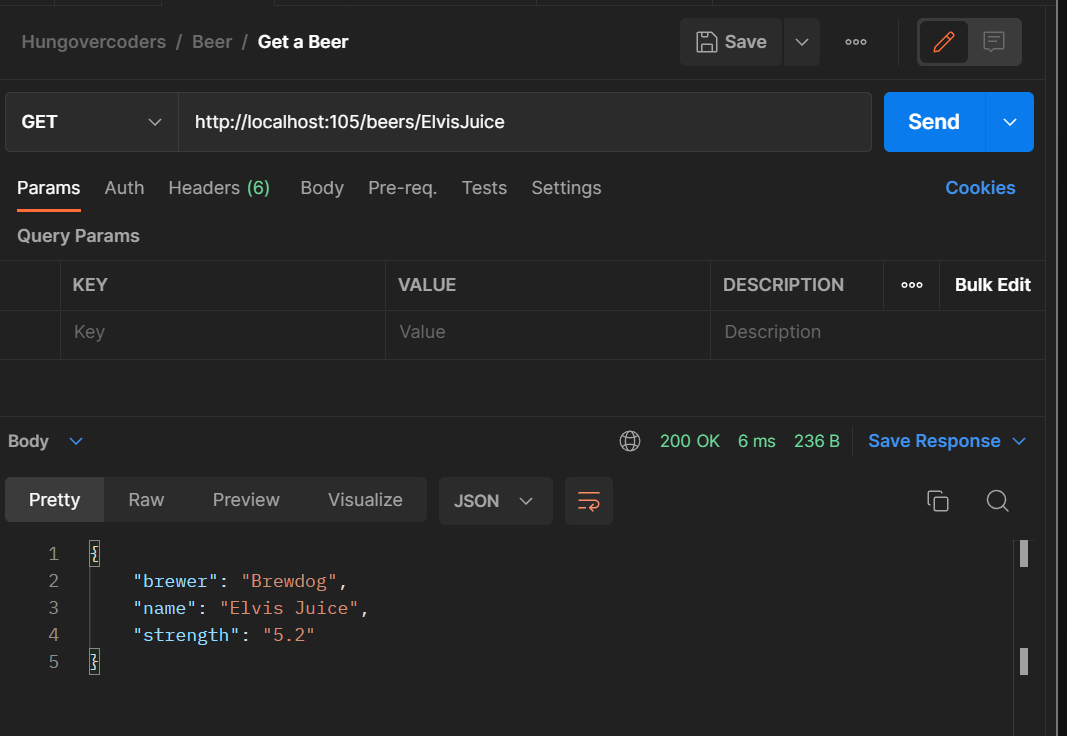 Hungovercoders / Beer / Get a Beer Save
GET http://localhost:105/beers/ElvisJuice Send
Params Auth Headers (6) Body Pre-req. Tests Settings Cookies
Query Params
KEY VALUE DESCRIPTION Bulk Edit
Key Value Description
Body 200 OK 6 ms 236 B Save Response
Pretty Raw Preview Visualize JSON
1 {
2 "brewer": "Brewdog",
3 "name": "Elvis Juice",
4 "strength": "5.2"
5 }